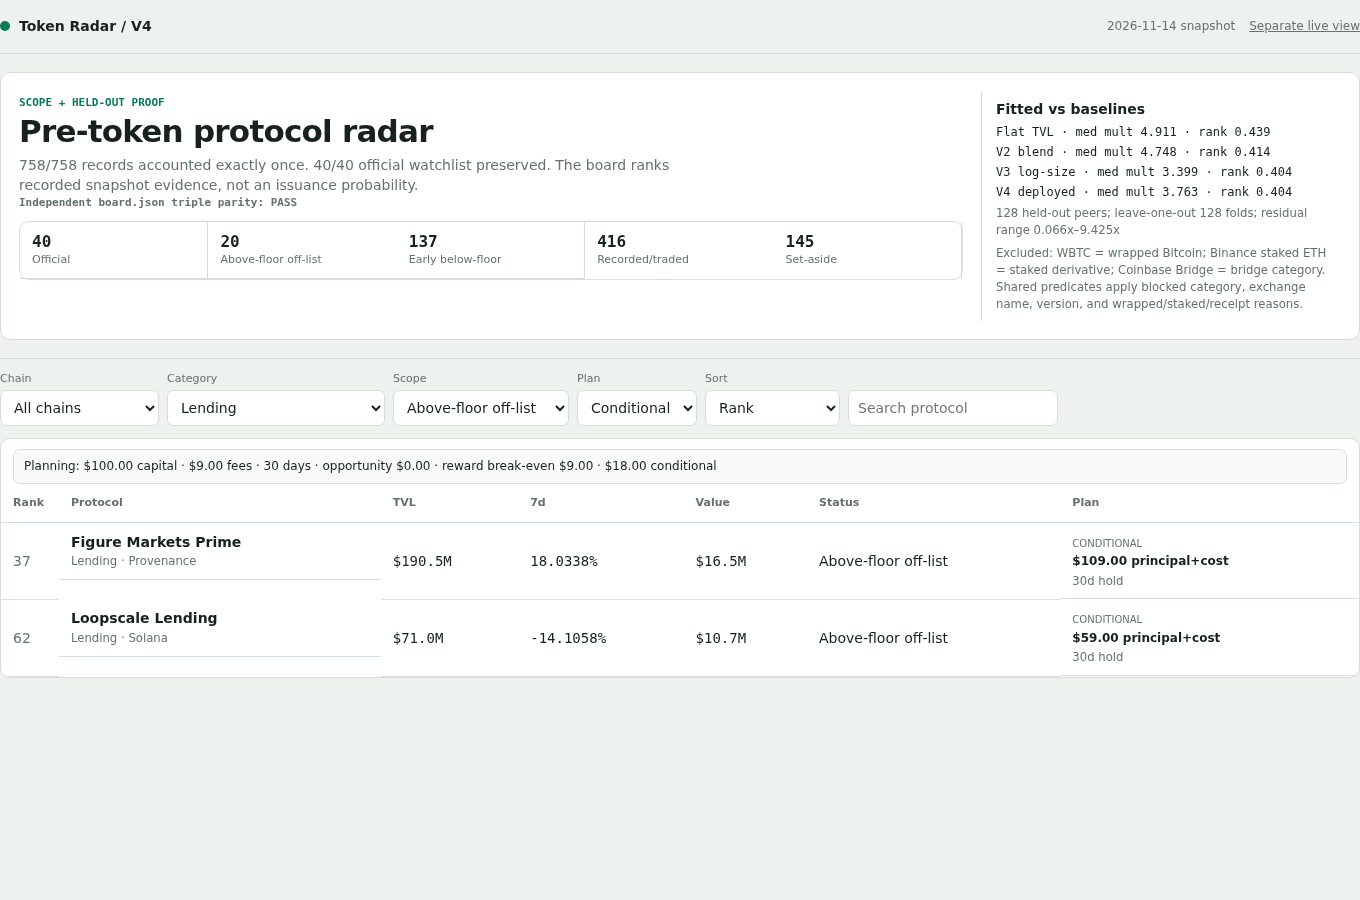 Token Radar / V4
2026-11-14 snapshot Separate live view
SCOPE + HELD-OUT PROOF
Pre-token protocol radar
758/758 records accounted exactly once. 40/40 official watchlist preserved. The board ranks
recorded snapshot evidence, not an issuance probability.
Independent board.json triple parity: PASS
40 20 137 416 145
Official Above-floor off-list Early below-floor Recorded/traded Set-aside
Fitted vs baselines
Flat TVL · med mult 4.911 · rank 0.439
V2 blend · med mult 4.748 · rank 0.414
V3 log-size · med mult 3.399 · rank 0.404
V4 deployed · med mult 3.763 · rank 0.404
128 held-out peers; leave-one-out 128 folds; residual
range 0.066x–9.425x
Excluded: WBTC = wrapped Bitcoin; Binance staked ETH
= staked derivative; Coinbase Bridge = bridge category.
Shared predicates apply blocked category, exchange
name, version, and wrapped/staked/receipt reasons.
Chain Category Scope Plan Sort
All chains Lending Above-floor off-list Conditional Rank Search protocol
Planning: $100.00 capital · $9.00 fees · 30 days · opportunity $0.00 · reward break-even $9.00 · $18.00 conditional
Rank Protocol TVL 7d Value Status Plan
37 Figure Markets Prime $190.5M 18.0338% $16.5M Above-floor off-list CONDITIONAL
Lending · Provenance $109.00 principal+cost
30d hold
62 Loopscale Lending $71.0M -14.1058% $10.7M Above-floor off-list CONDITIONAL
Lending · Solana $59.00 principal+cost
30d hold